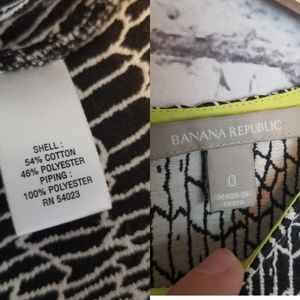 SHELL :
54% COTTON
46% POLYESTER
PIPING :
100% POLYESTER
RN 54023
BANANA REPUBLIC
0
MADE IN
INDIA